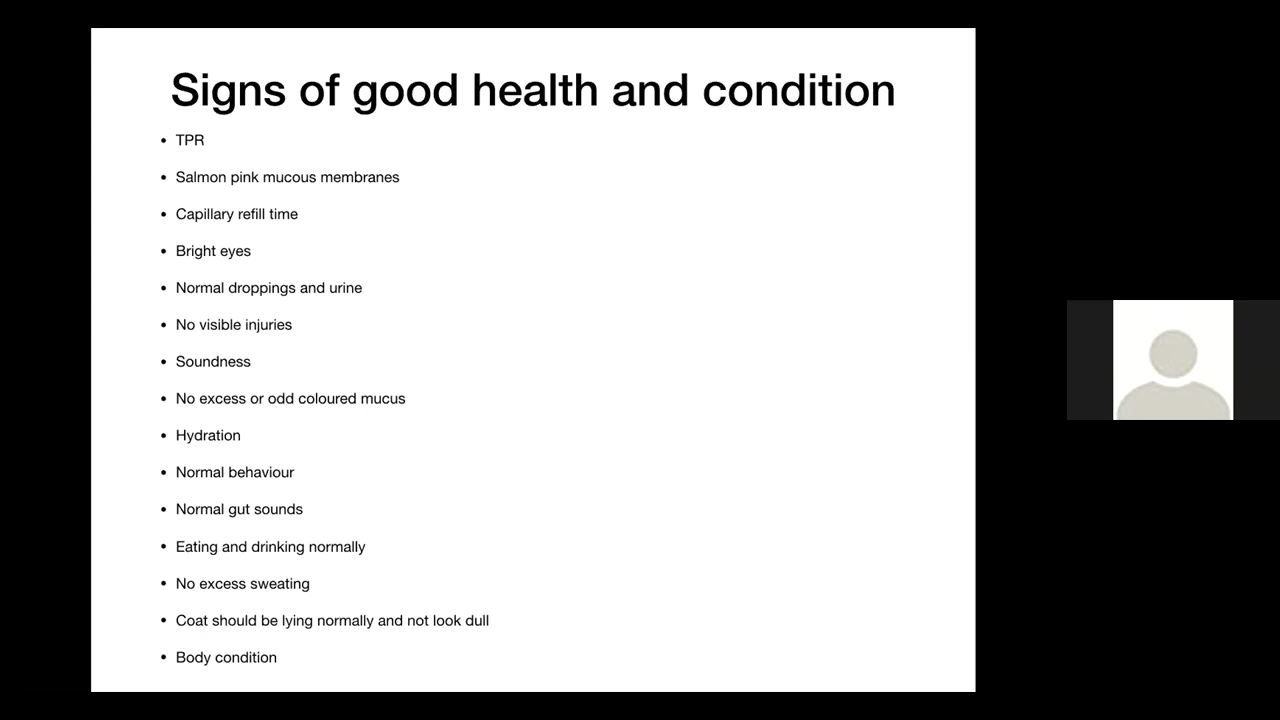 Signs of good health and condition
• TPR
• Salmon pink mucous membranes
• Capillary refill time
• Bright eyes
• Normal droppings and urine
• No visible injuries
• Soundness
• No excess or odd coloured mucus
• Hydration
• Normal behaviour
• Normal gut sounds
• Eating and drinking normally
• No excess sweating
• Coat should be lying normally and not look dull
• Body condition